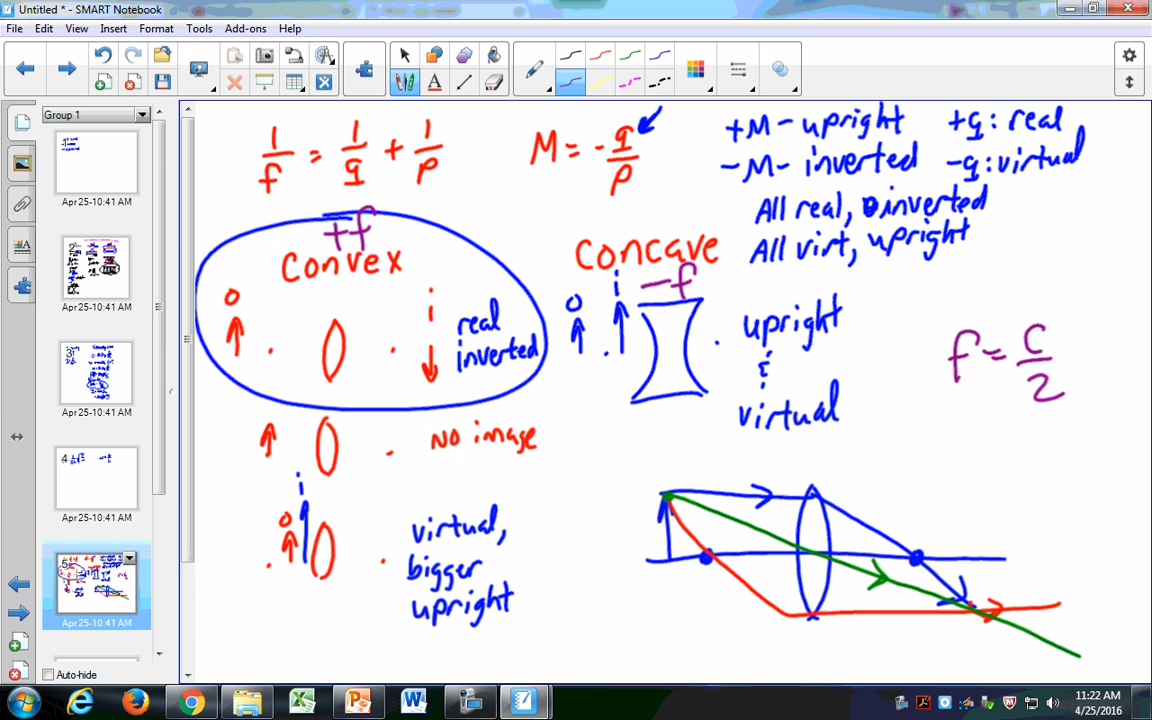 Untitled * - SMART Notebook
File Edit View Insert Format Tools Add-ons Help
Group 1
Apr25-10:41 AM
Apr25-10:41 AM
Apr25-10:41 AM
4
Apr25-10:41 AM
5
Apr25-10:41 AM
Auto-hide
1/f = 1/q + 1/p
M = - q/p
+M - upright
-M - inverted
+q : real
-q : virtual
All real, inverted
All virt, upright
+f
Convex
o
i
real
inverted
no image
i
o
virtual,
bigger
upright
Concave
-f
o
i
upright
&
virtual
f = c/2
11:22 AM
4/25/2016